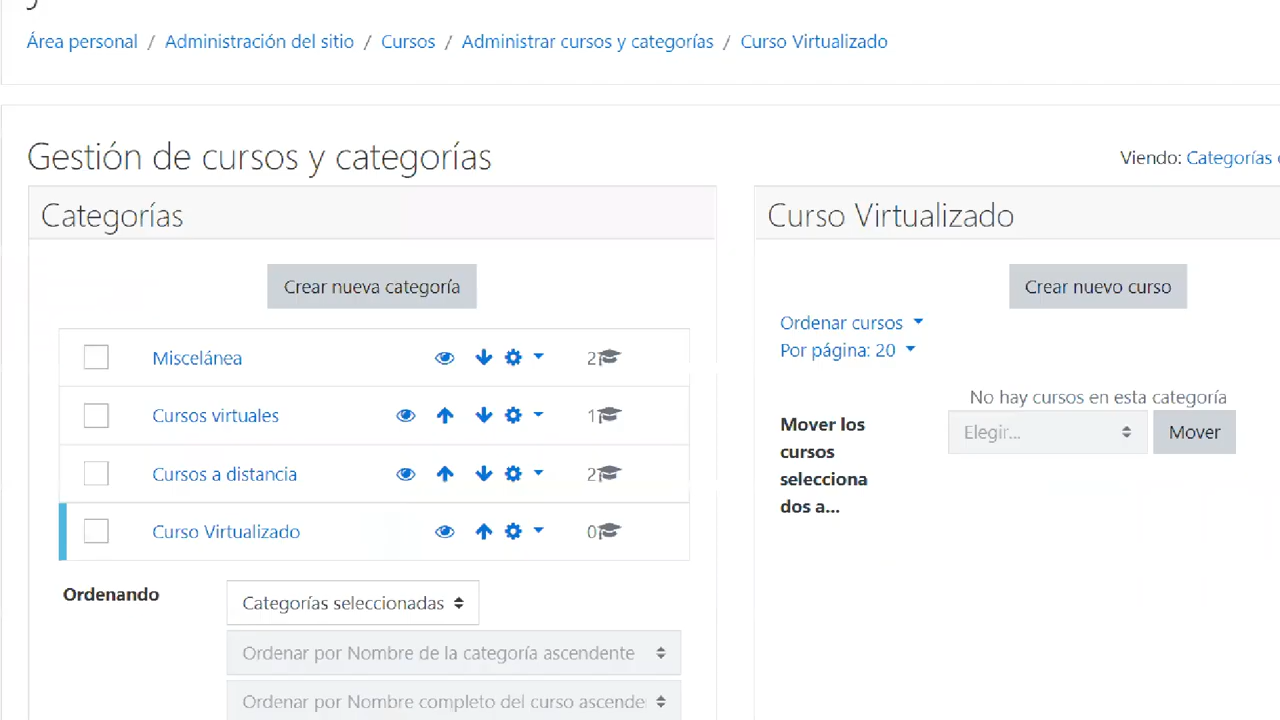 Área personal / Administración del sitio / Cursos / Administrar cursos y categorías / Curso Virtualizado
Gestión de cursos y categorías
Viendo: Categorías
Categorías
Crear nueva categoría
Miscelánea 2
Cursos virtuales 1
Cursos a distancia 2
Curso Virtualizado 0
Ordenando
Categorías seleccionadas
Ordenar por Nombre de la categoría ascendente
Ordenar por Nombre completo del curso ascende
Curso Virtualizado
Crear nuevo curso
Ordenar cursos
Por página: 20
No hay cursos en esta categoría
Mover los
cursos
selecciona
dos a...
Elegir...
Mover